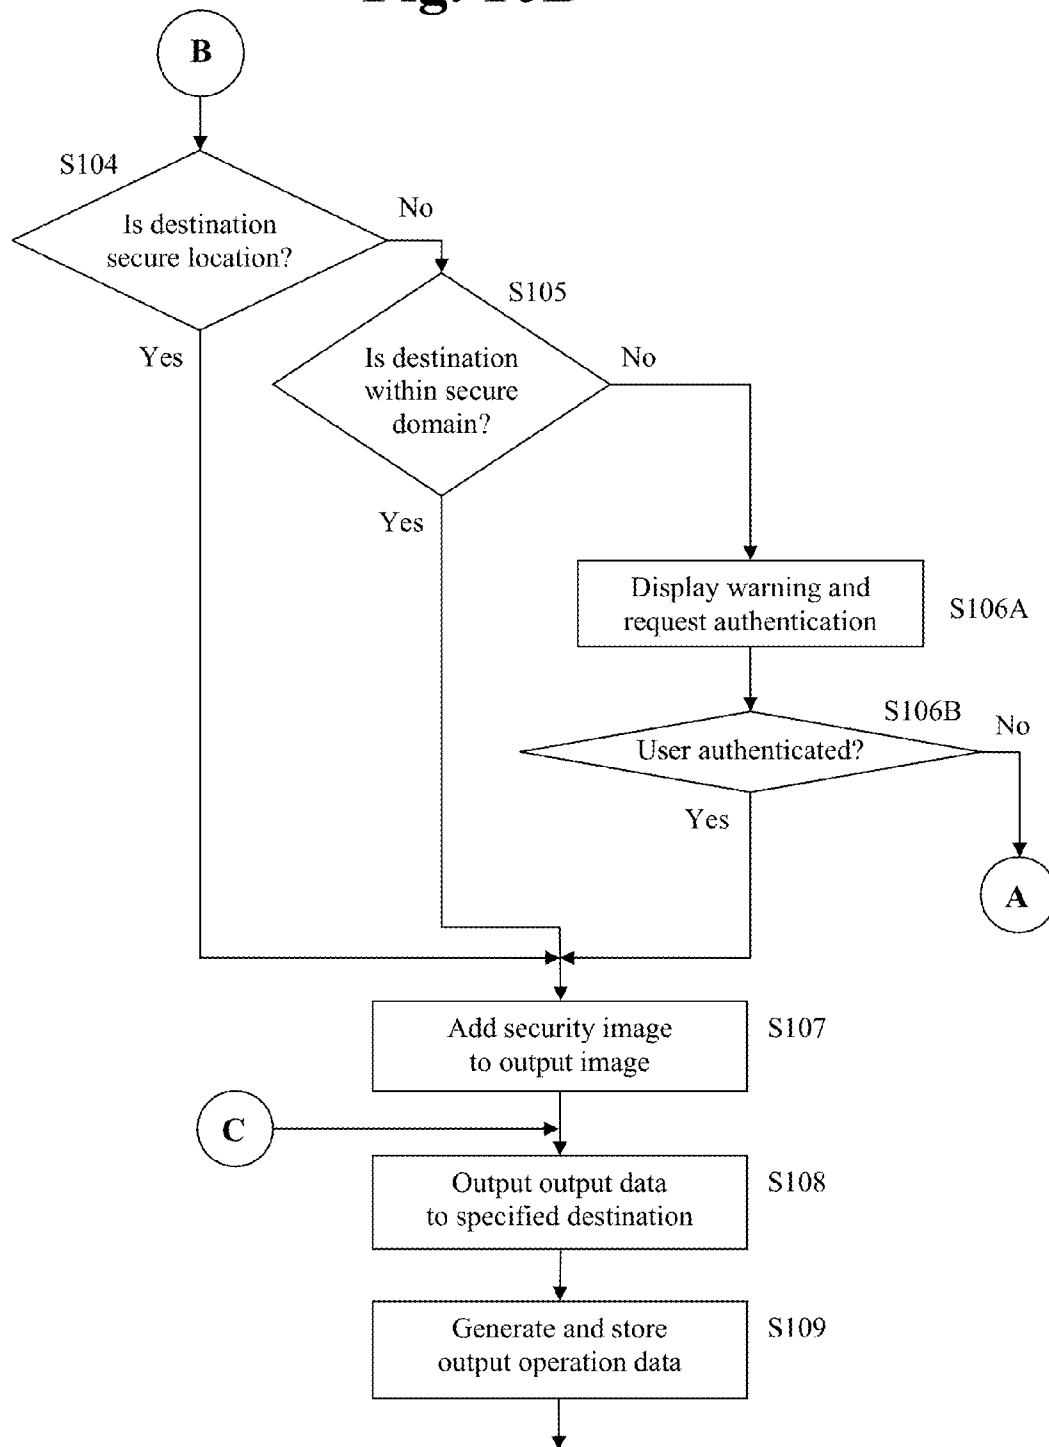 B
S104
Is destination
secure location?
No
Yes
S105
Is destination
within secure
domain?
No
Yes
Display warning and
request authentication
S106A
S106B
User authenticated?
No
Yes
A
Add security image
to output image
S107
C
Output output data
to specified destination
S108
Generate and store
output operation data
S109